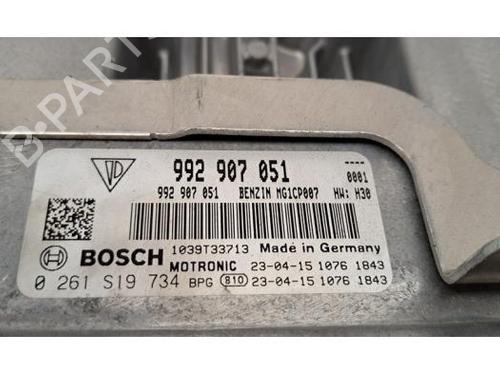 992 907 051
----
0001
992 907 051 BENZIN MG1CP007 HW: H30
BOSCH 1039T33713 Made in Germany
MOTRONIC 23-04-15 1076 1843
0 261 S19 734 BPG 810 23-04-15 1076 1843
B-PARTS